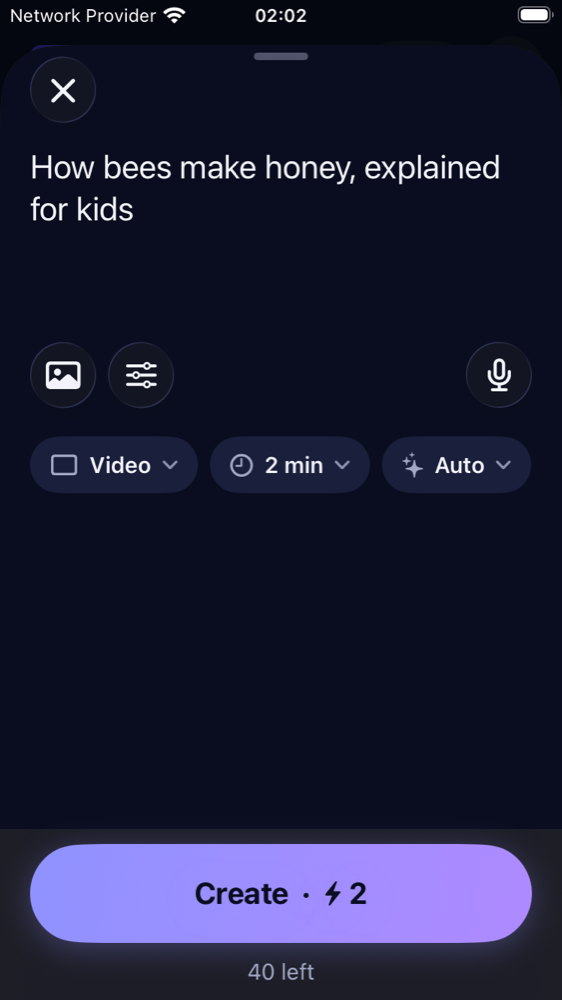 Network Provider 02:02
How bees make honey, explained
for kids
Video 2 min Auto
Create · 2
40 left